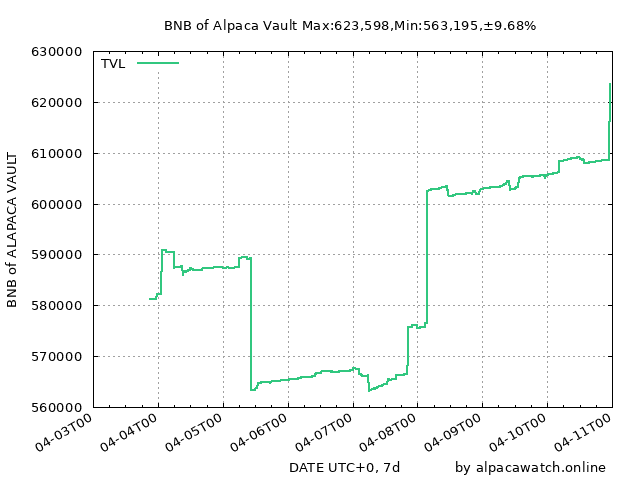 BNB of Alpaca Vault Max:623,598,Min:563,195,±9.68%
630000
TVL
620000
610000
600000
590000
580000
570000
560000
BNB of ALAPACA VAULT
04-03T00
04-04T00
04-05T00
04-06T00
04-07T00
04-08T00
04-09T00
04-10T00
04-11T00
DATE UTC+0, 7d
by alpacawatch.online